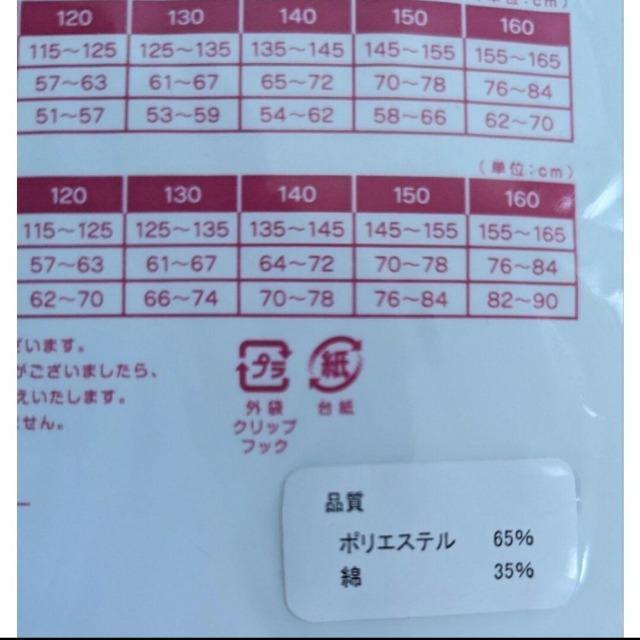 単位:cm)
120 130 140 150 160
115〜125 125〜135 135〜145 145〜155 155〜165
57〜63 61〜67 65〜72 70〜78 76〜84
51〜57 53〜59 54〜62 58〜66 62〜70
(単位:cm)
120 130 140 150 160
115〜125 125〜135 135〜145 145〜155 155〜165
57〜63 61〜67 64〜72 70〜78 76〜84
62〜70 66〜74 70〜78 76〜84 82〜90
ざいます。
がございましたら、
えいたします。
ません。
プラ 紙
外袋 台紙
クリップ
フック
品質
ポリエステル 65%
綿 35%